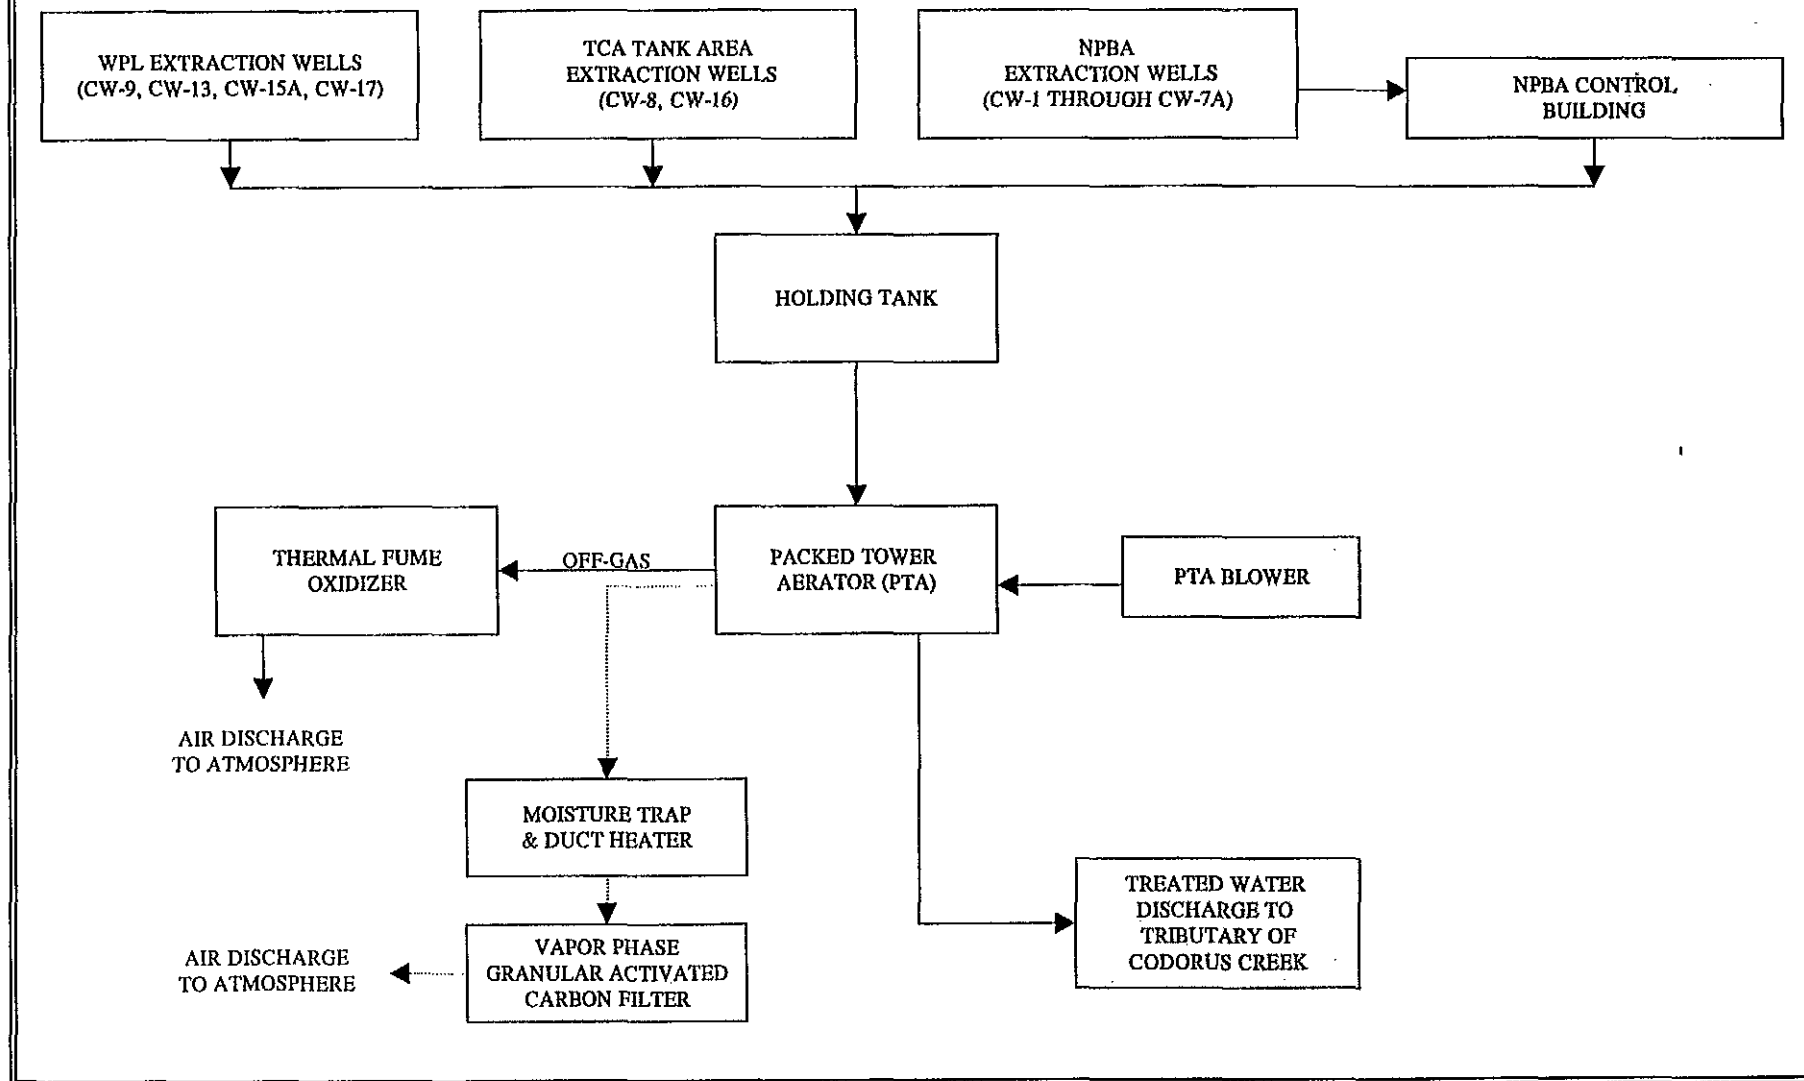 WPL EXTRACTION WELLS
(CW-9, CW-13, CW-15A, CW-17)
TCA TANK AREA
EXTRACTION WELLS
(CW-8, CW-16)
NPBA
EXTRACTION WELLS
(CW-1 THROUGH CW-7A)
NPBA CONTROL
BUILDING
HOLDING TANK
THERMAL FUME
OXIDIZER
OFF-GAS
PACKED TOWER
AERATOR (PTA)
PTA BLOWER
AIR DISCHARGE
TO ATMOSPHERE
MOISTURE TRAP
& DUCT HEATER
TREATED WATER
DISCHARGE TO
TRIBUTARY OF
CODORUS CREEK
AIR DISCHARGE
TO ATMOSPHERE
VAPOR PHASE
GRANULAR ACTIVATED
CARBON FILTER